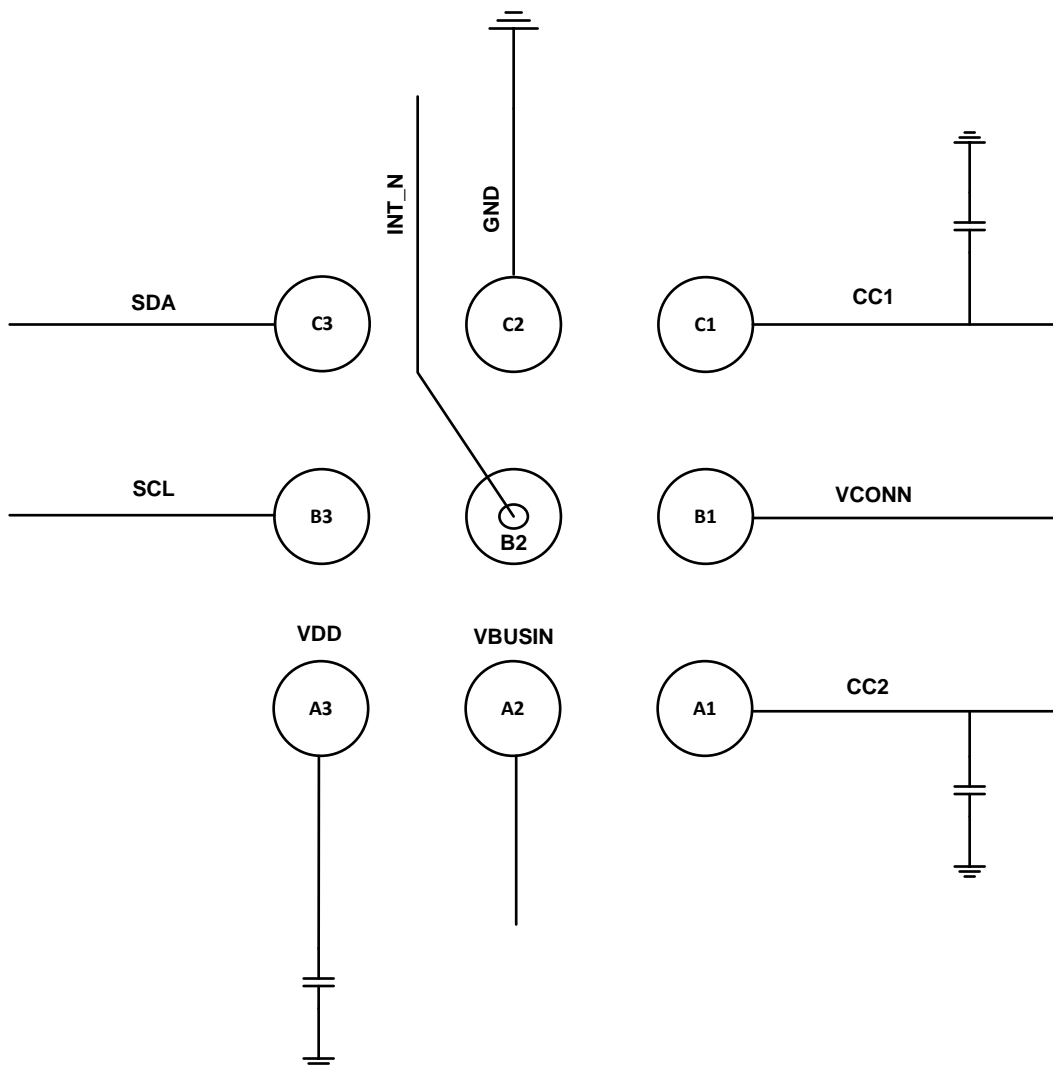 INT_N
GND
SDA
CC1
C3
C2
C1
SCL
VCONN
B3
B2
B1
VDD
VBUSIN
CC2
A3
A2
A1